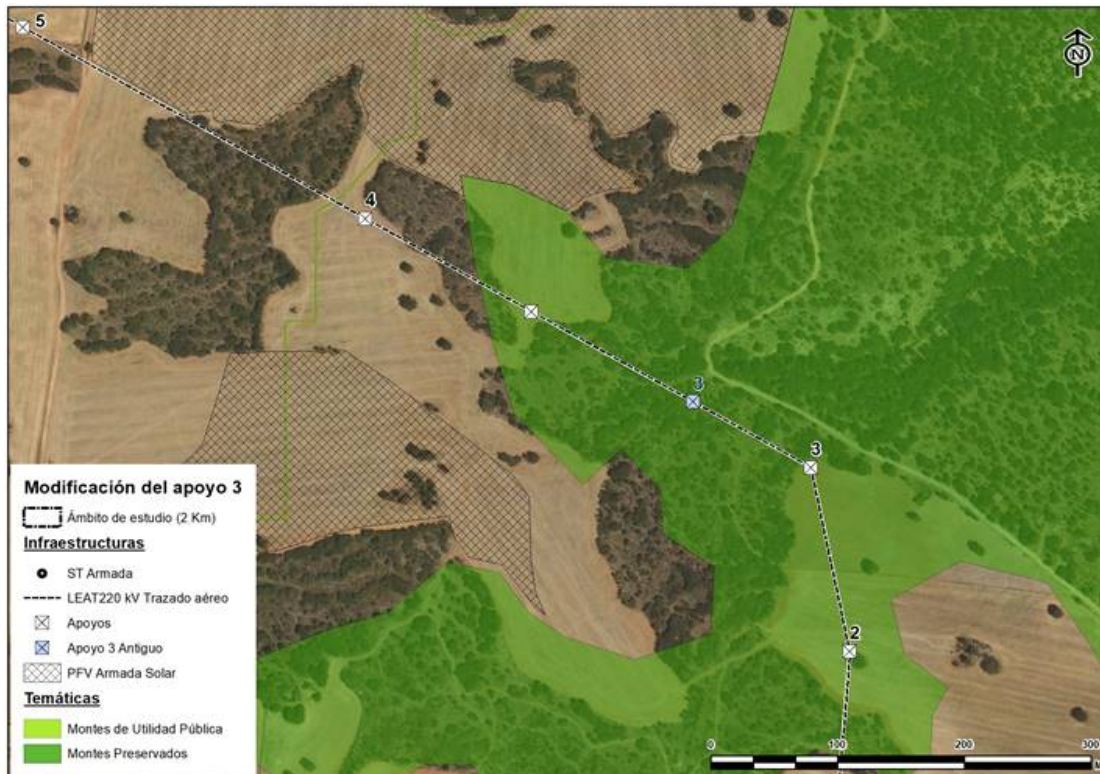 5
N
4
3
3
2
Modificación del apoyo 3
Ámbito de estudio (2 Km)
Infraestructuras
ST Armada
LEAT220 kV Trazado aéreo
Apoyos
Apoyo 3 Antiguo
PFV Armada Solar
Temáticas
Montes de Utilidad Pública
Montes Preservados
0 100 200 300
M